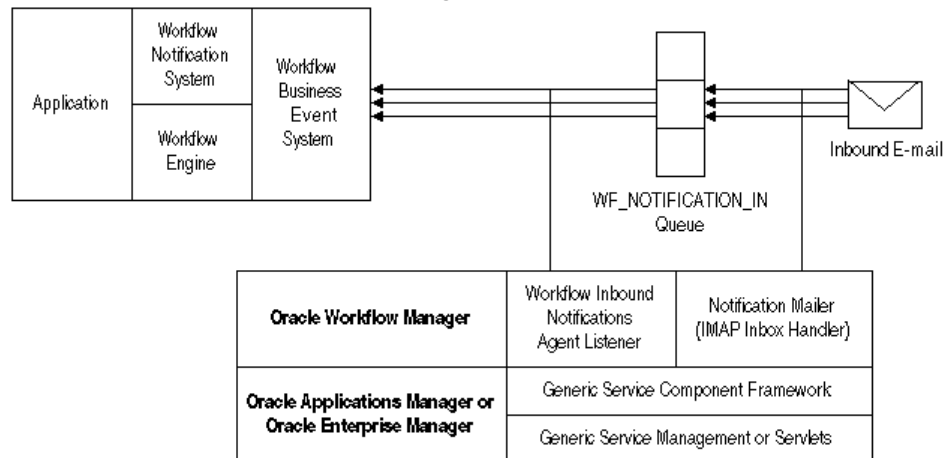 Application
Workflow
Notification
System
Workflow
Engine
Workflow
Business
Event
System
Inbound E-mail
WF_NOTIFICATION_IN
Queue
Oracle Workflow Manager
Workflow Inbound
Notifications
Agent Listener
Notification Mailer
(IMAP Inbox Handler)
Oracle Applications Manager or
Oracle Enterprise Manager
Generic Service Component Framework
Generic Service Management or Servlets